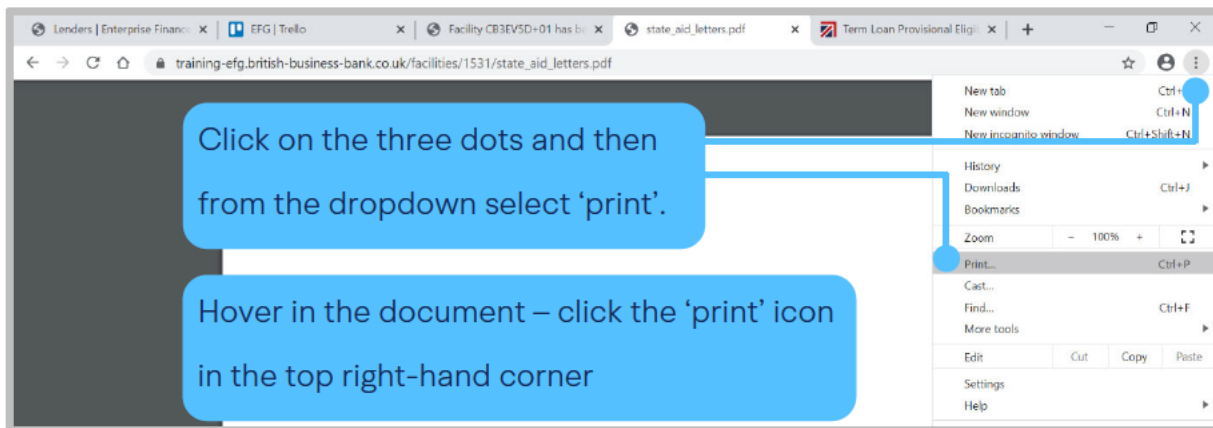 Lenders | Enterprise Financ
EFG | Trello
Facility CB3EV5D+01 has b
state_aid_letters.pdf
Term Loan Provisional Eligi
training-efg.british-business-bank.co.uk/facilities/1531/state_aid_letters.pdf
Click on the three dots and then
from the dropdown select ‘print’.
Hover in the document – click the ‘print’ icon
in the top right-hand corner
New tab Ctrl+
New window Ctrl+N
New incognito window Ctrl+Shift+N
History
Downloads Ctrl+J
Bookmarks
Zoom - 100% +
Print... Ctrl+P
Cast...
Find... Ctrl+F
More tools
Edit Cut Copy Paste
Settings
Help